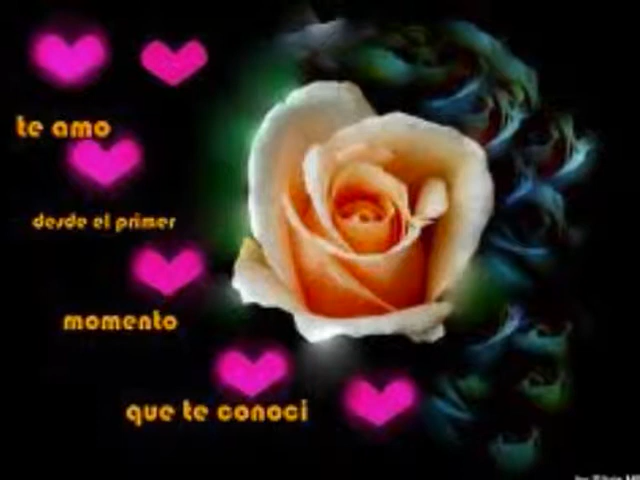 te amo
desde el primer
momento
que te conoci